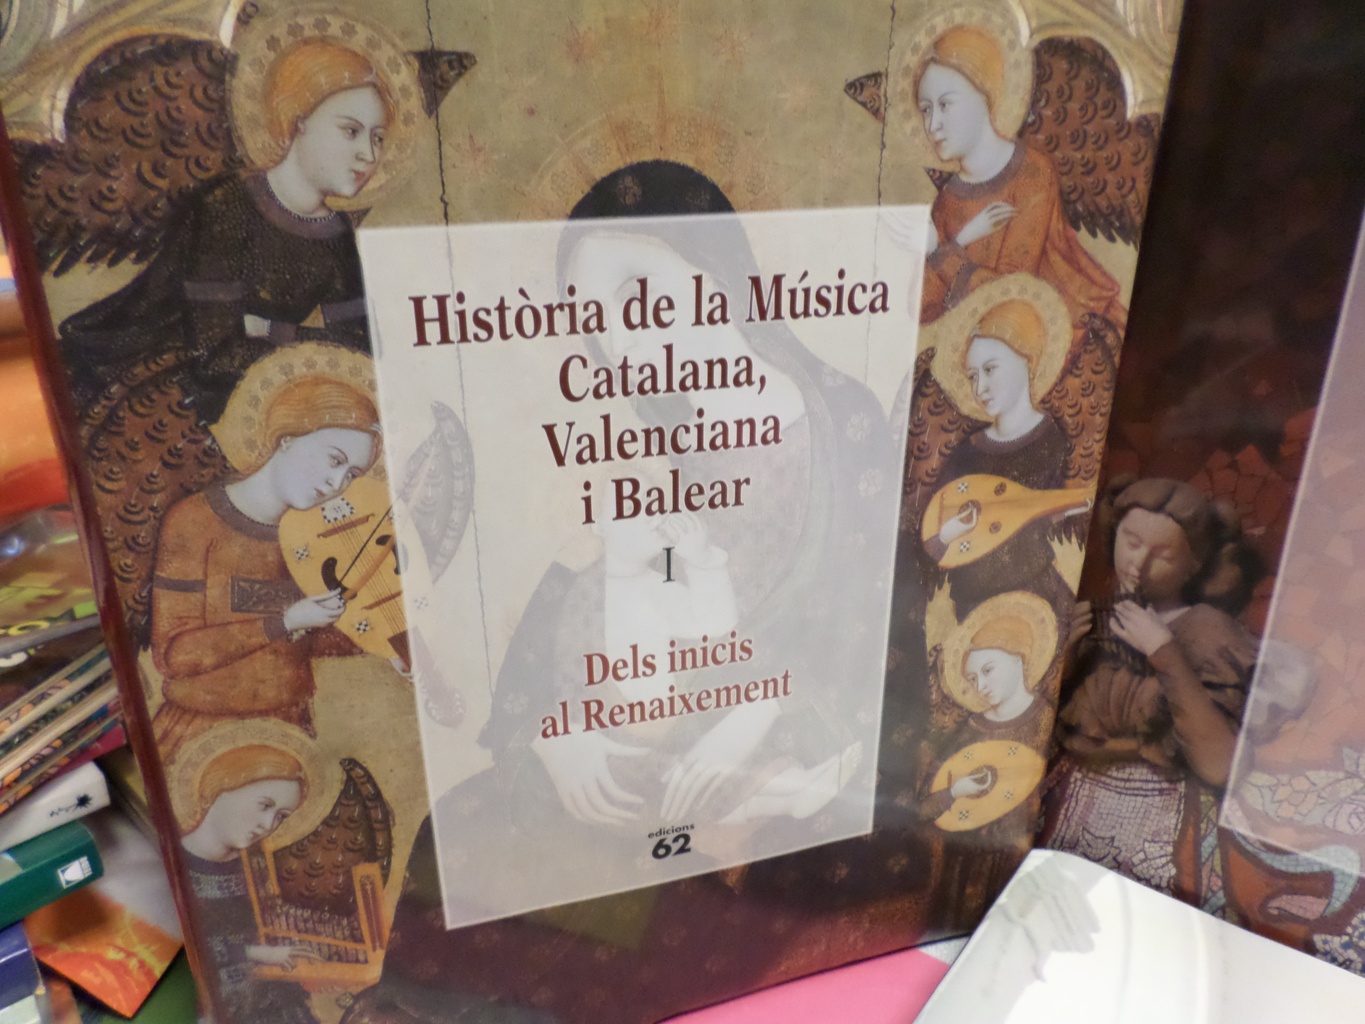 Història de la Música
Catalana,
Valenciana
i Balear
I
Dels inicis
al Renaixement
edicions
62